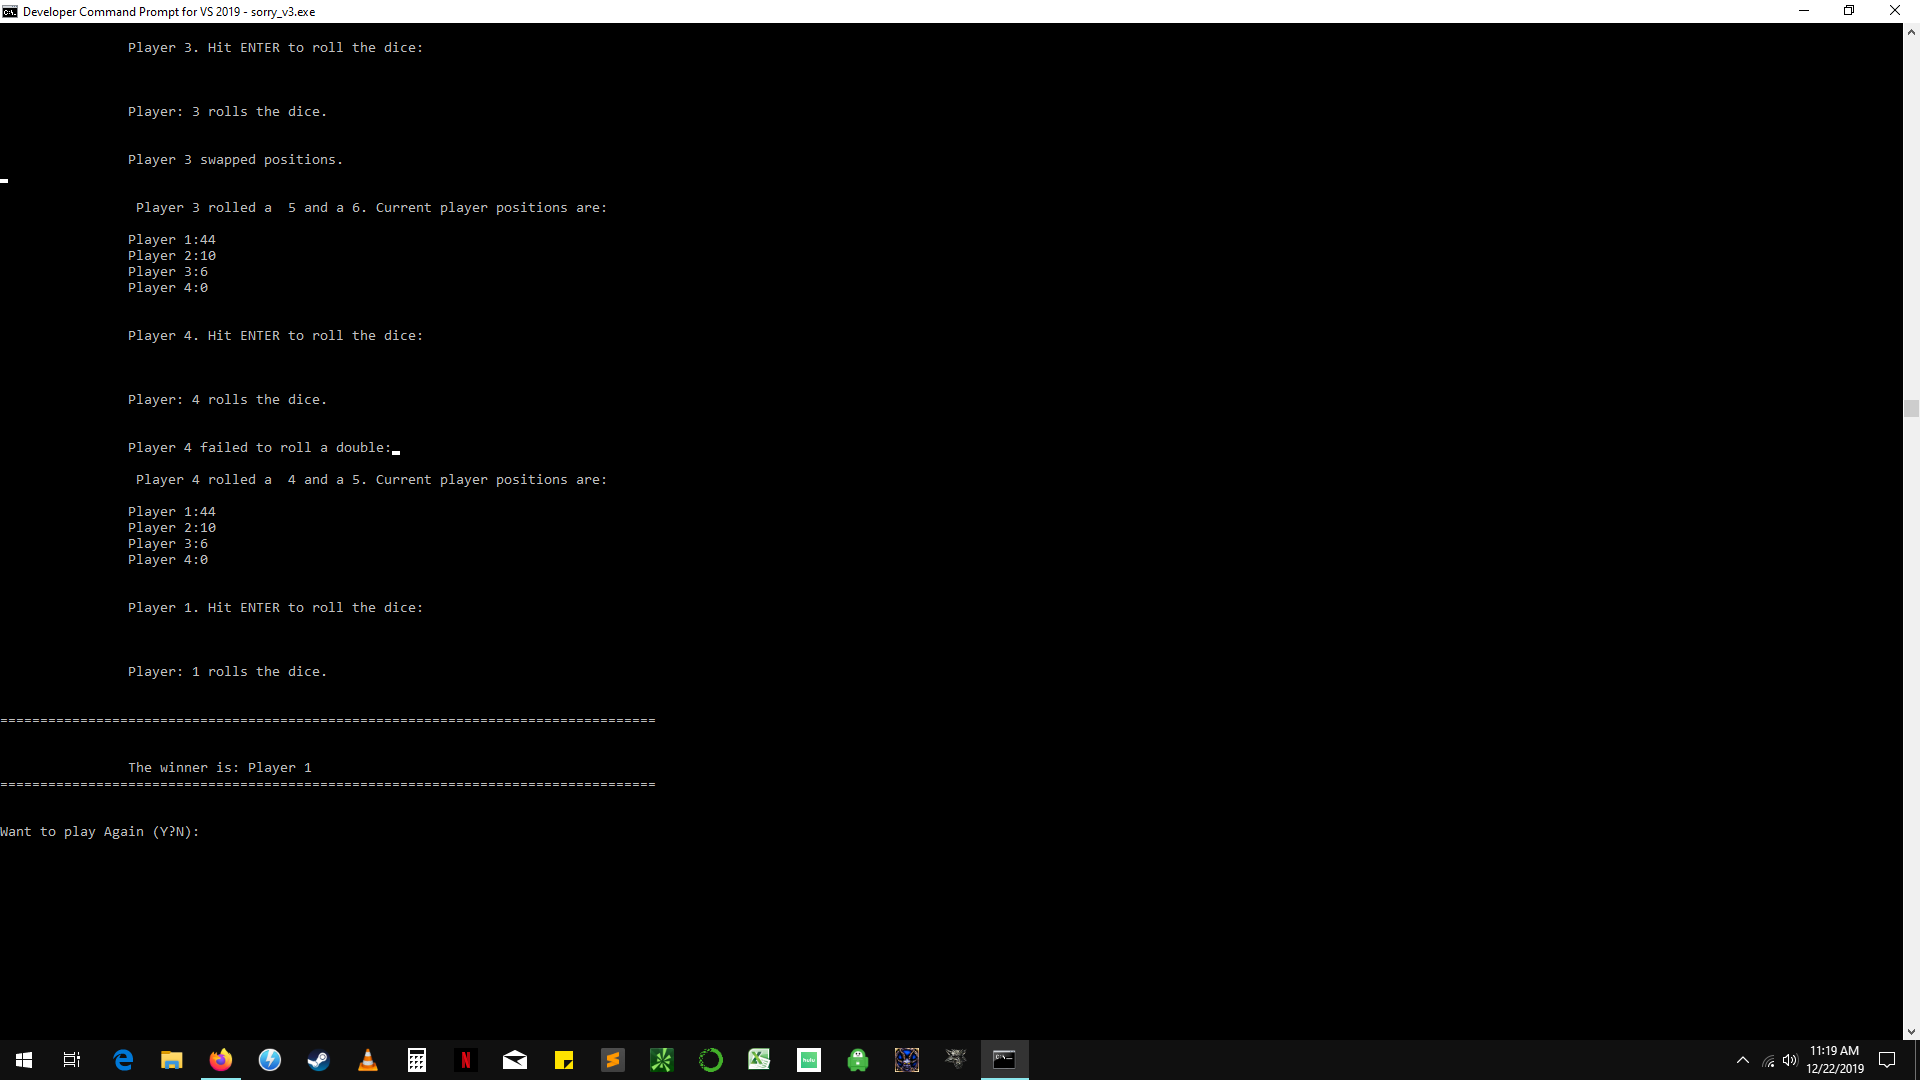 Developer Command Prompt for VS 2019 - sorry_v3.exe
Player 3. Hit ENTER to roll the dice:
Player: 3 rolls the dice.
Player 3 swapped positions.
Player 3 rolled a  5 and a 6. Current player positions are:
Player 1:44
Player 2:10
Player 3:6
Player 4:0
Player 4. Hit ENTER to roll the dice:
Player: 4 rolls the dice.
Player 4 failed to roll a double:
Player 4 rolled a  4 and a 5. Current player positions are:
Player 1:44
Player 2:10
Player 3:6
Player 4:0
Player 1. Hit ENTER to roll the dice:
Player: 1 rolls the dice.
==================================================================================
The winner is: Player 1
==================================================================================
Want to play Again (Y?N):
11:19 AM
12/22/2019